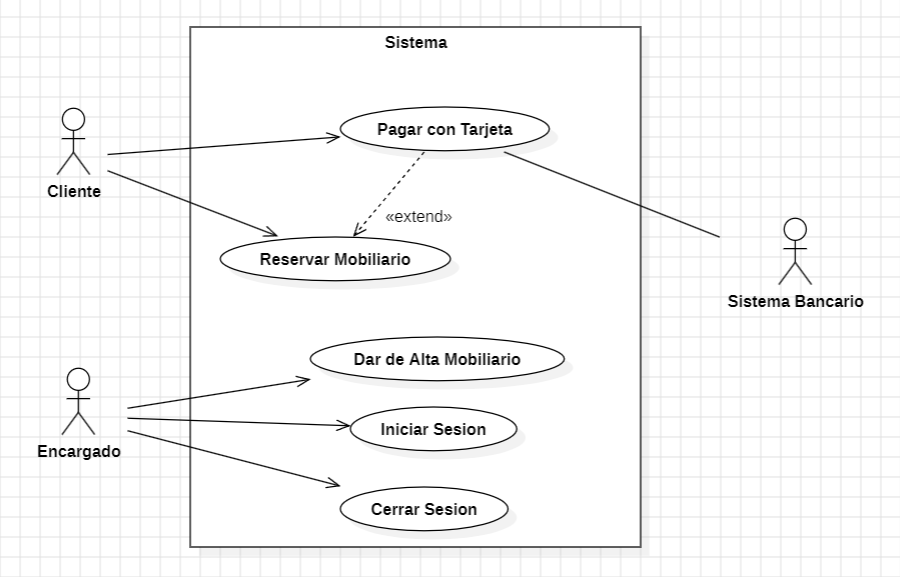 Sistema
Pagar con Tarjeta
Cliente
«extend»
Reservar Mobiliario
Sistema Bancario
Dar de Alta Mobiliario
Iniciar Sesion
Encargado
Cerrar Sesion